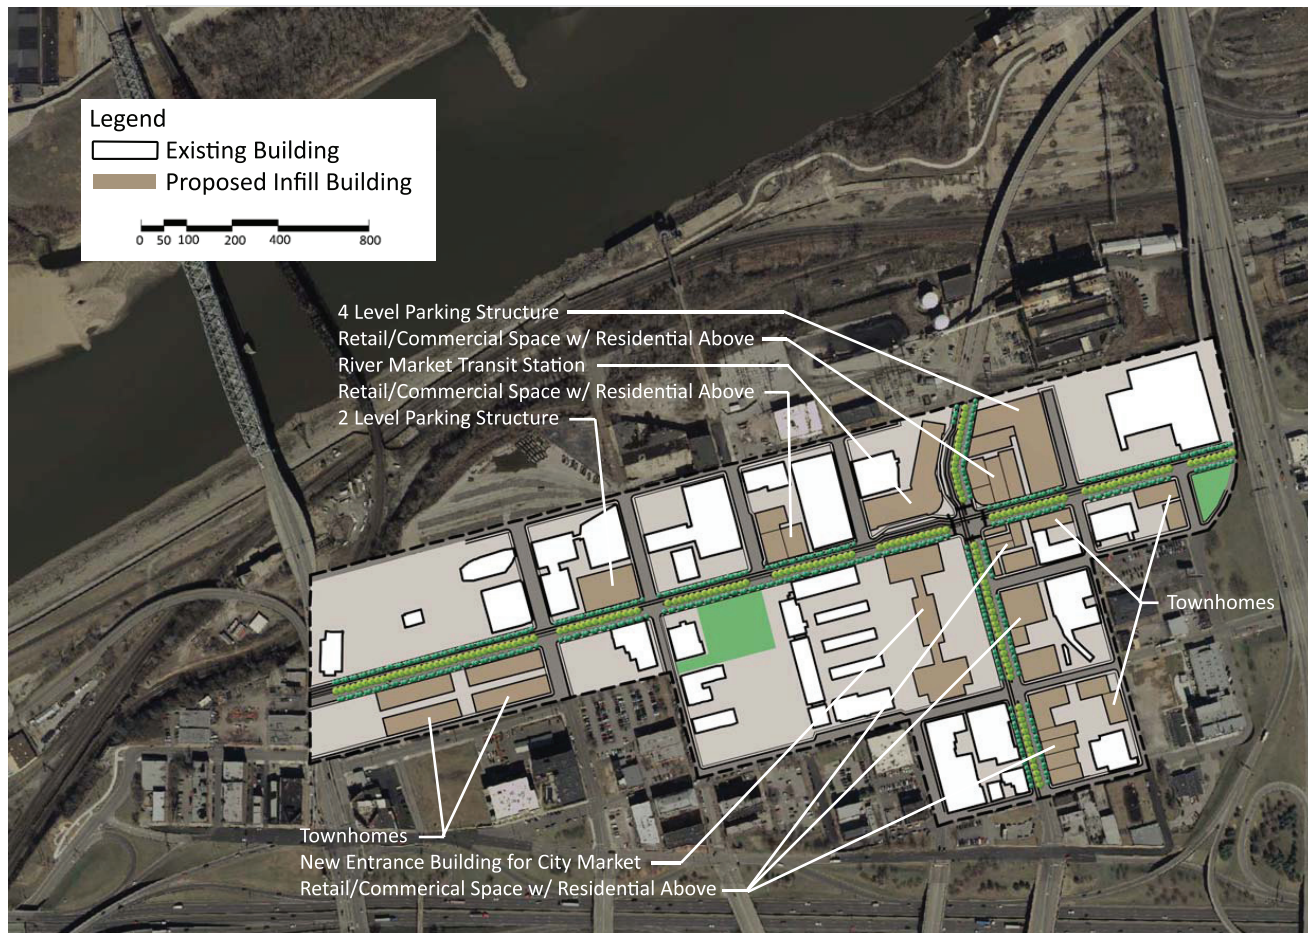 Legend
Existing Building
Proposed Infill Building
0 50 100 200 400 800
4 Level Parking Structure
Retail/Commercial Space w/ Residential Above
River Market Transit Station
Retail/Commercial Space w/ Residential Above
2 Level Parking Structure
Townhomes
Townhomes
New Entrance Building for City Market
Retail/Commerical Space w/ Residential Above